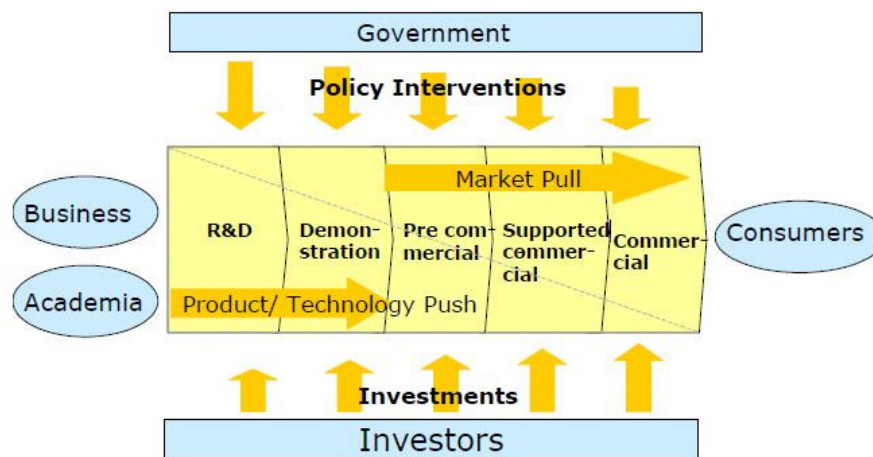 Government
Policy Interventions
Market Pull
Business
R&D
Demon-
stration
Pre com-
mercial
Supported
commer-
cial
Commer-
cial
Consumers
Academia
Product/ Technology Push
Investments
Investors